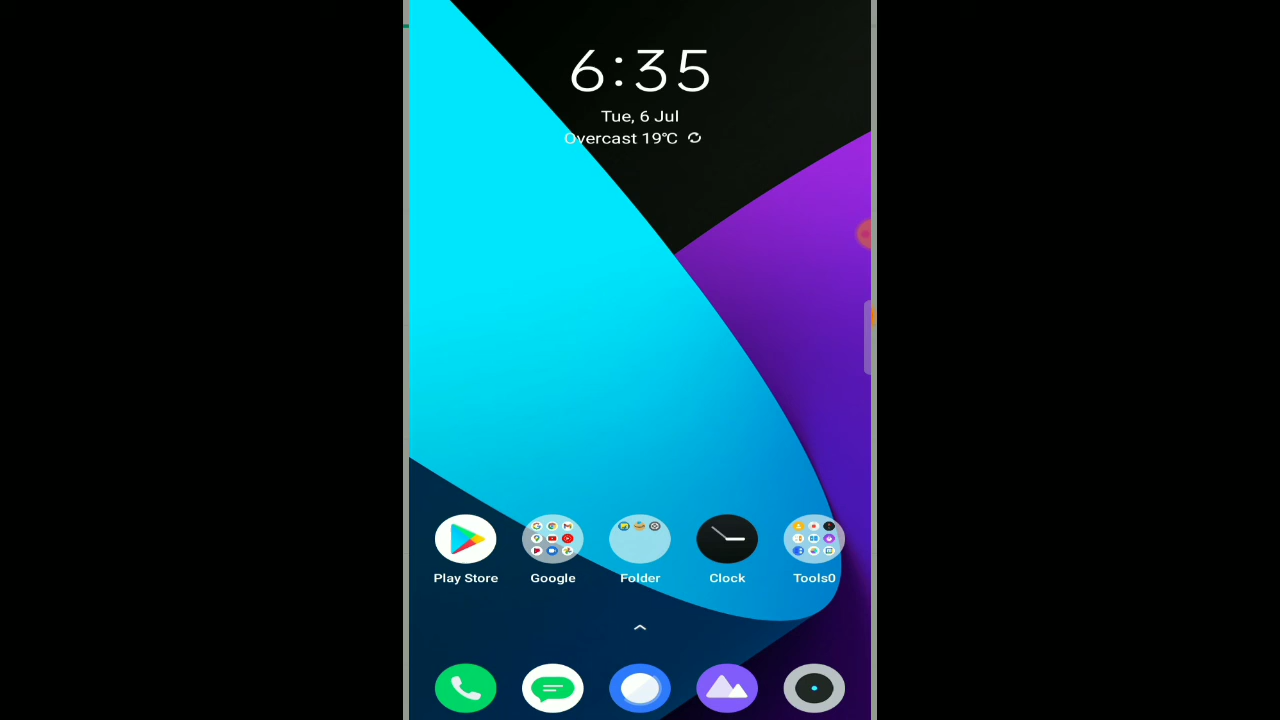 6:35
Tue, 6 Jul
Overcast 19℃
Play Store
Google
Folder
Clock
Tools0